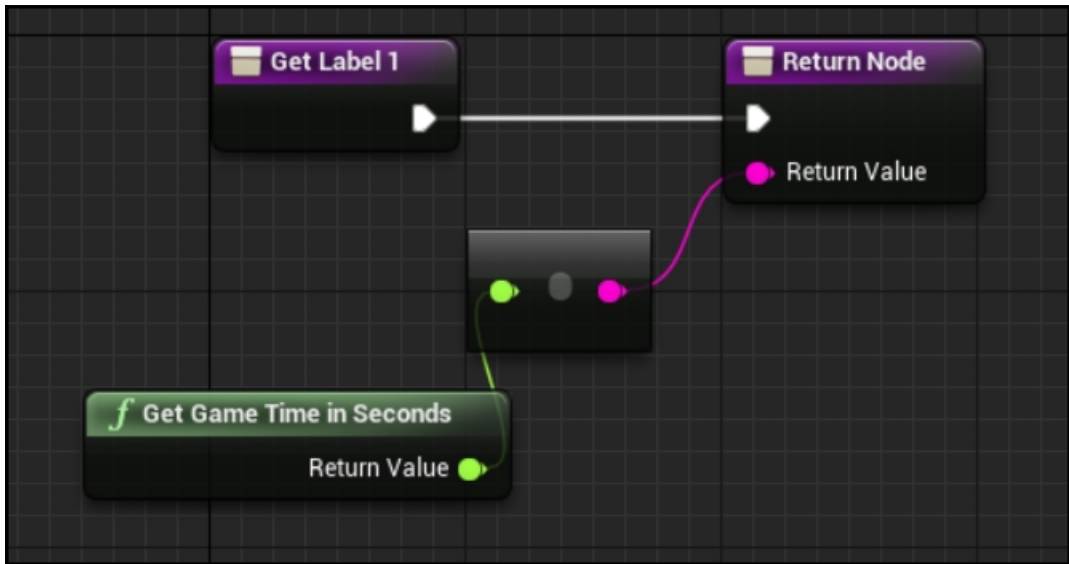 Get Label 1
Return Node
Return Value
Get Game Time in Seconds
Return Value